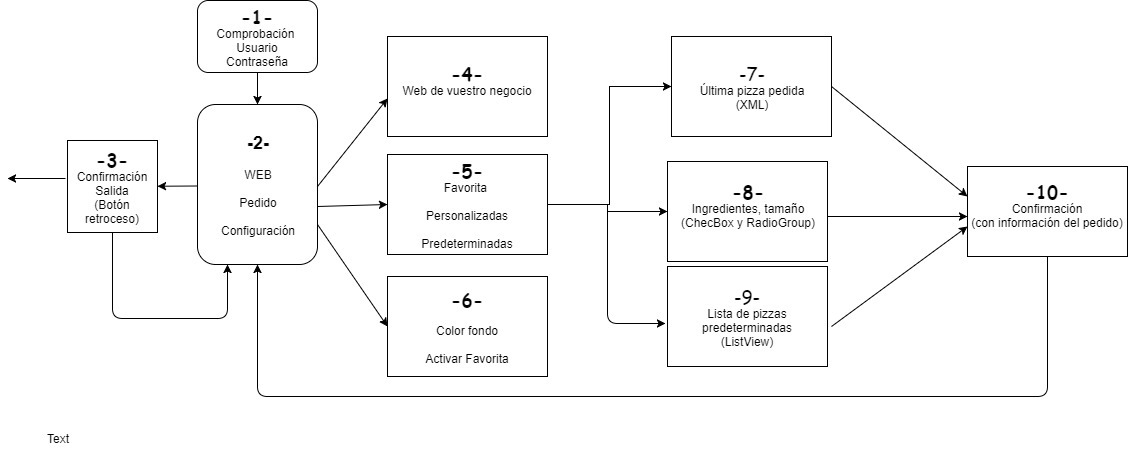 -1-
Comprobación
Usuario
Contraseña
-2-
WEB
Pedido
Configuración
-3-
Confirmación
Salida
(Botón
retroceso)
-4-
Web de vuestro negocio
-5-
Favorita
Personalizadas
Predeterminadas
-6-
Color fondo
Activar Favorita
-7-
Última pizza pedida
(XML)
-8-
Ingredientes, tamaño
(ChecBox y RadioGroup)
-9-
Lista de pizzas
predeterminadas
(ListView)
-10-
Confirmación
(con información del pedido)
Text